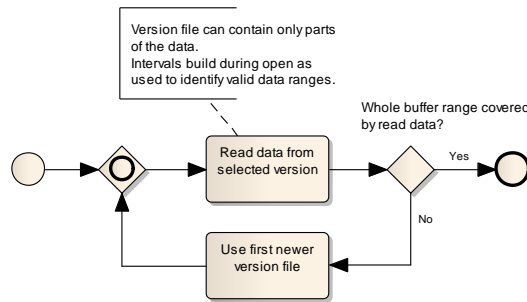 Version file can contain only parts
of the data.
Intervals build during open as
used to identify valid data ranges.
Whole buffer range covered
by read data?
Read data from
selected version
Yes
No
Use first newer
version file